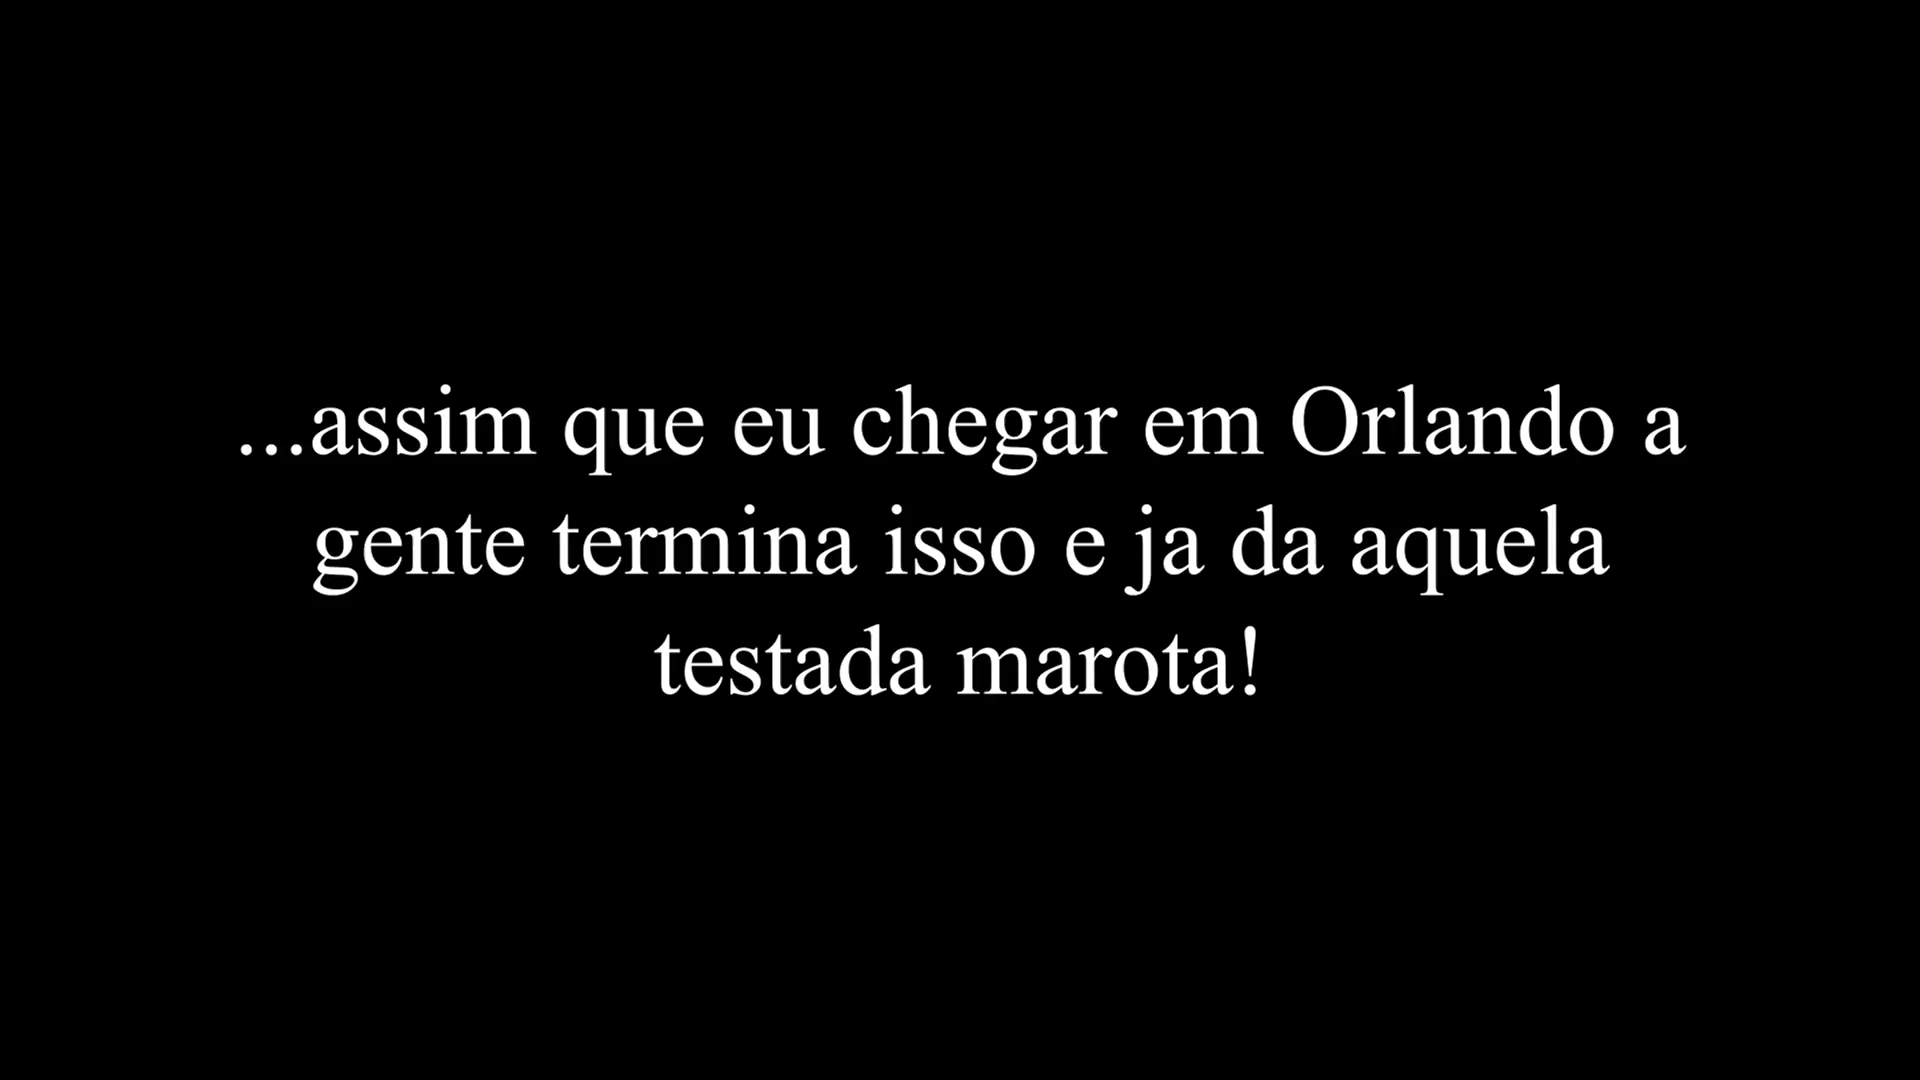 ...assim que eu chegar em Orlando a
gente termina isso e ja da aquela
testada marota!